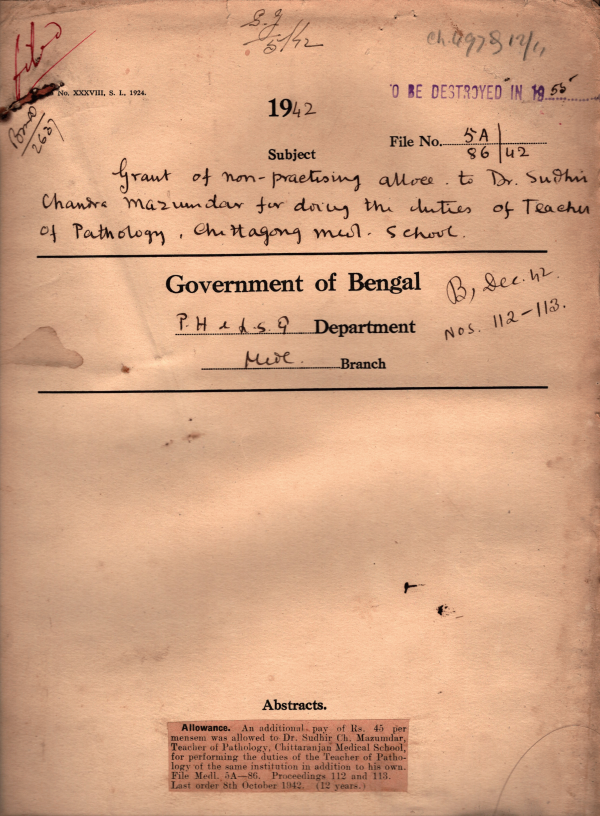 5/42
filed
No. XXXVIII, S. I., 1924.
1942
TO BE DESTROYED IN 1955
File No. 5A
86 | 42
Subject
Grant of non-practising allce. to Dr. Sudhir
Chandra Mazumdar for doing the duties of Teacher
of Pathology, Chittagong Medl. School.
Government of Bengal
B, Dec. 42.
Nos. 112-113.
P.H & L.S.G Department
Medl. Branch
Abstracts.
Allowance. An additional pay of Rs. 45 per
mensem was allowed to Dr. Sudhir Ch. Mazumdar,
Teacher of Pathology, Chittaranjan Medical School,
for performing the duties of the Teacher of Patho-
logy of the same institution in addition to his own.
File Medl. 5A—86. Proceedings 112 and 113.
Last order 8th October 1942. (12 years.)